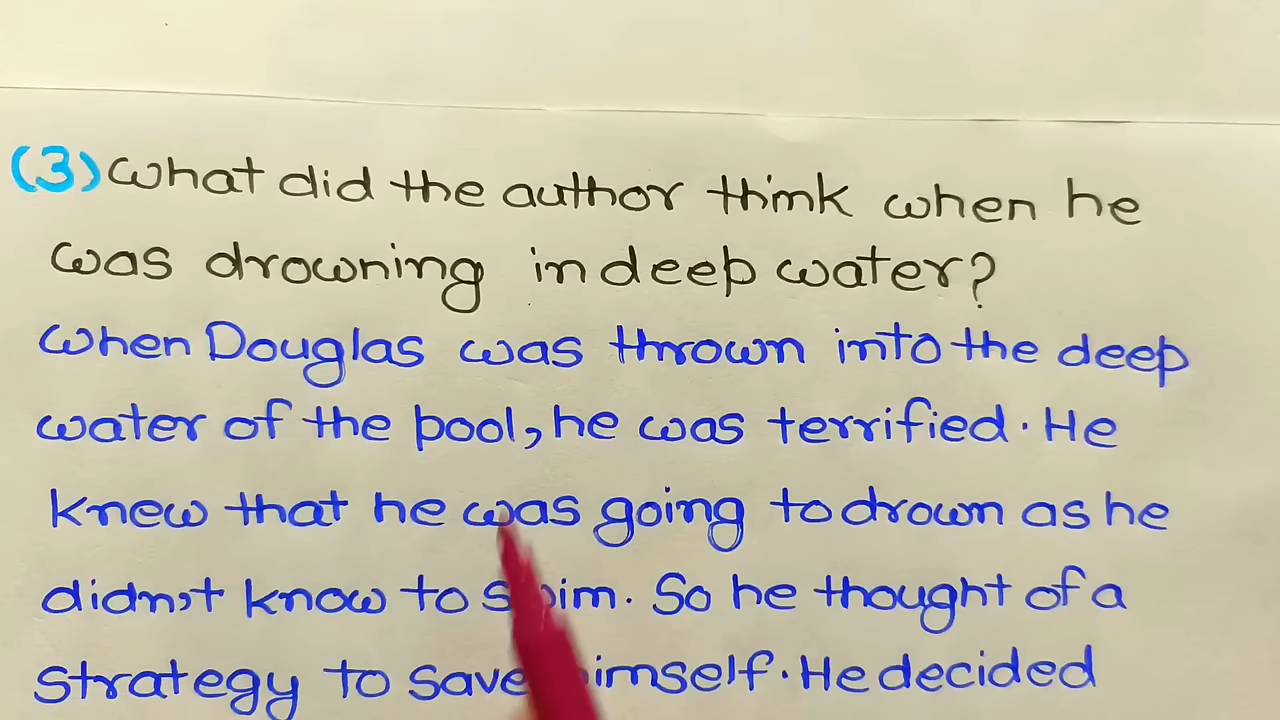 (3) What did the author think when he
was drowning in deep water?
When Douglas was thrown into the deep
water of the pool, he was terrified. He
knew that he was going to drown as he
didn't know to swim. So he thought of a
strategy to save himself. He decided